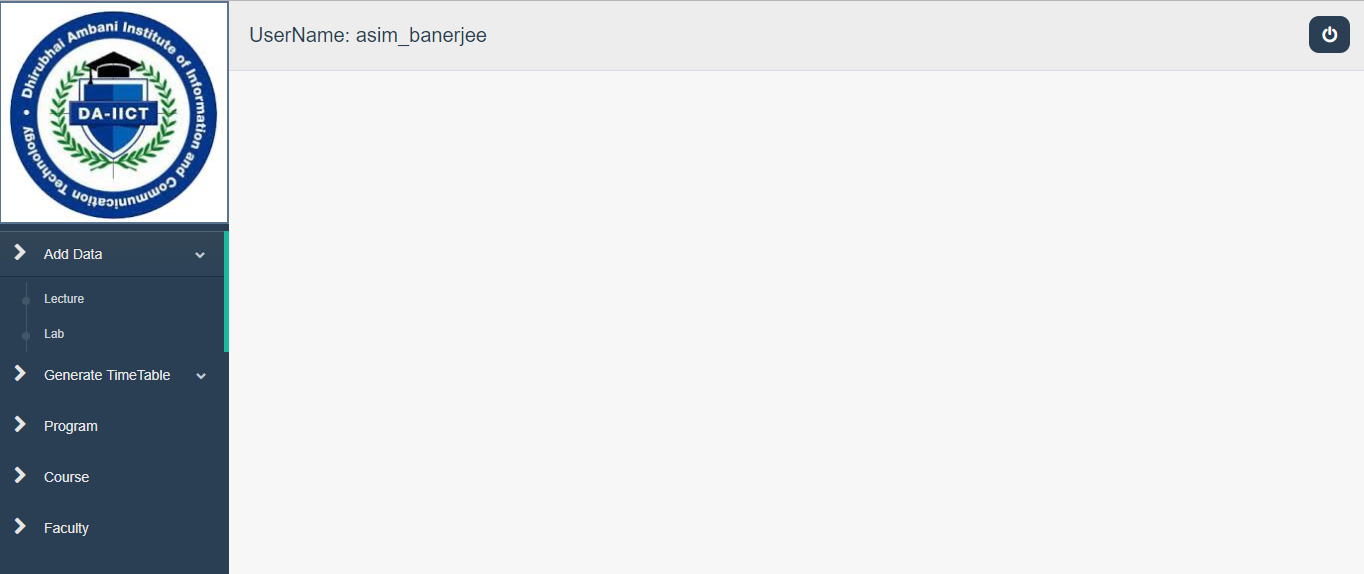 Dhirubhai Ambani Institute of Information and Communication Technology
DA-IICT
UserName: asim_banerjee
Add Data
Lecture
Lab
Generate TimeTable
Program
Course
Faculty